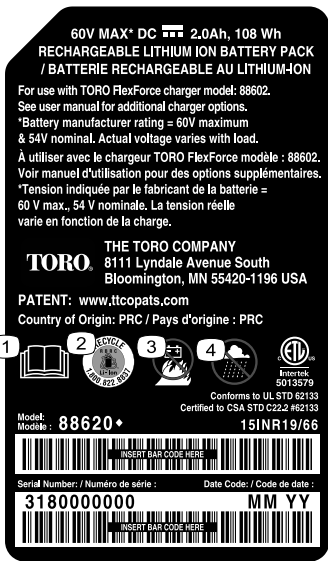 60V MAX* DC 2.0Ah, 108 Wh
RECHARGEABLE LITHIUM ION BATTERY PACK
/ BATTERIE RECHARGEABLE AU LITHIUM-ION
For use with TORO FlexForce charger model: 88602.
See user manual for additional charger options.
*Battery manufacturer rating = 60V maximum
& 54V nominal. Actual voltage varies with load.
À utiliser avec le chargeur TORO FlexForce modèle : 88602.
Voir manuel d'utilisation pour des options supplémentaires.
*Tension indiquée par le fabricant de la batterie =
60 V max., 54 V nominale. La tension réelle
varie en fonction de la charge.
TORO®
THE TORO COMPANY
8111 Lyndale Avenue South
Bloomington, MN 55420-1196 USA
PATENT: www.ttcopats.com
Country of Origin: PRC / Pays d'origine : PRC
1 2 3 4
RECYCLE
RBRC
Li-Ion
1.800.822.8837
C ETL US
Intertek
5013579
Conforms to UL STD 62133
Certified to CSA STD C22.2 #62133
Model:
Modèle : 88620♦ 15INR19/66
INSERT BAR CODE HERE
Serial Number: / Numéro de série : Date Code: / Code de date :
3180000000 MM YY
INSERT BAR CODE HERE